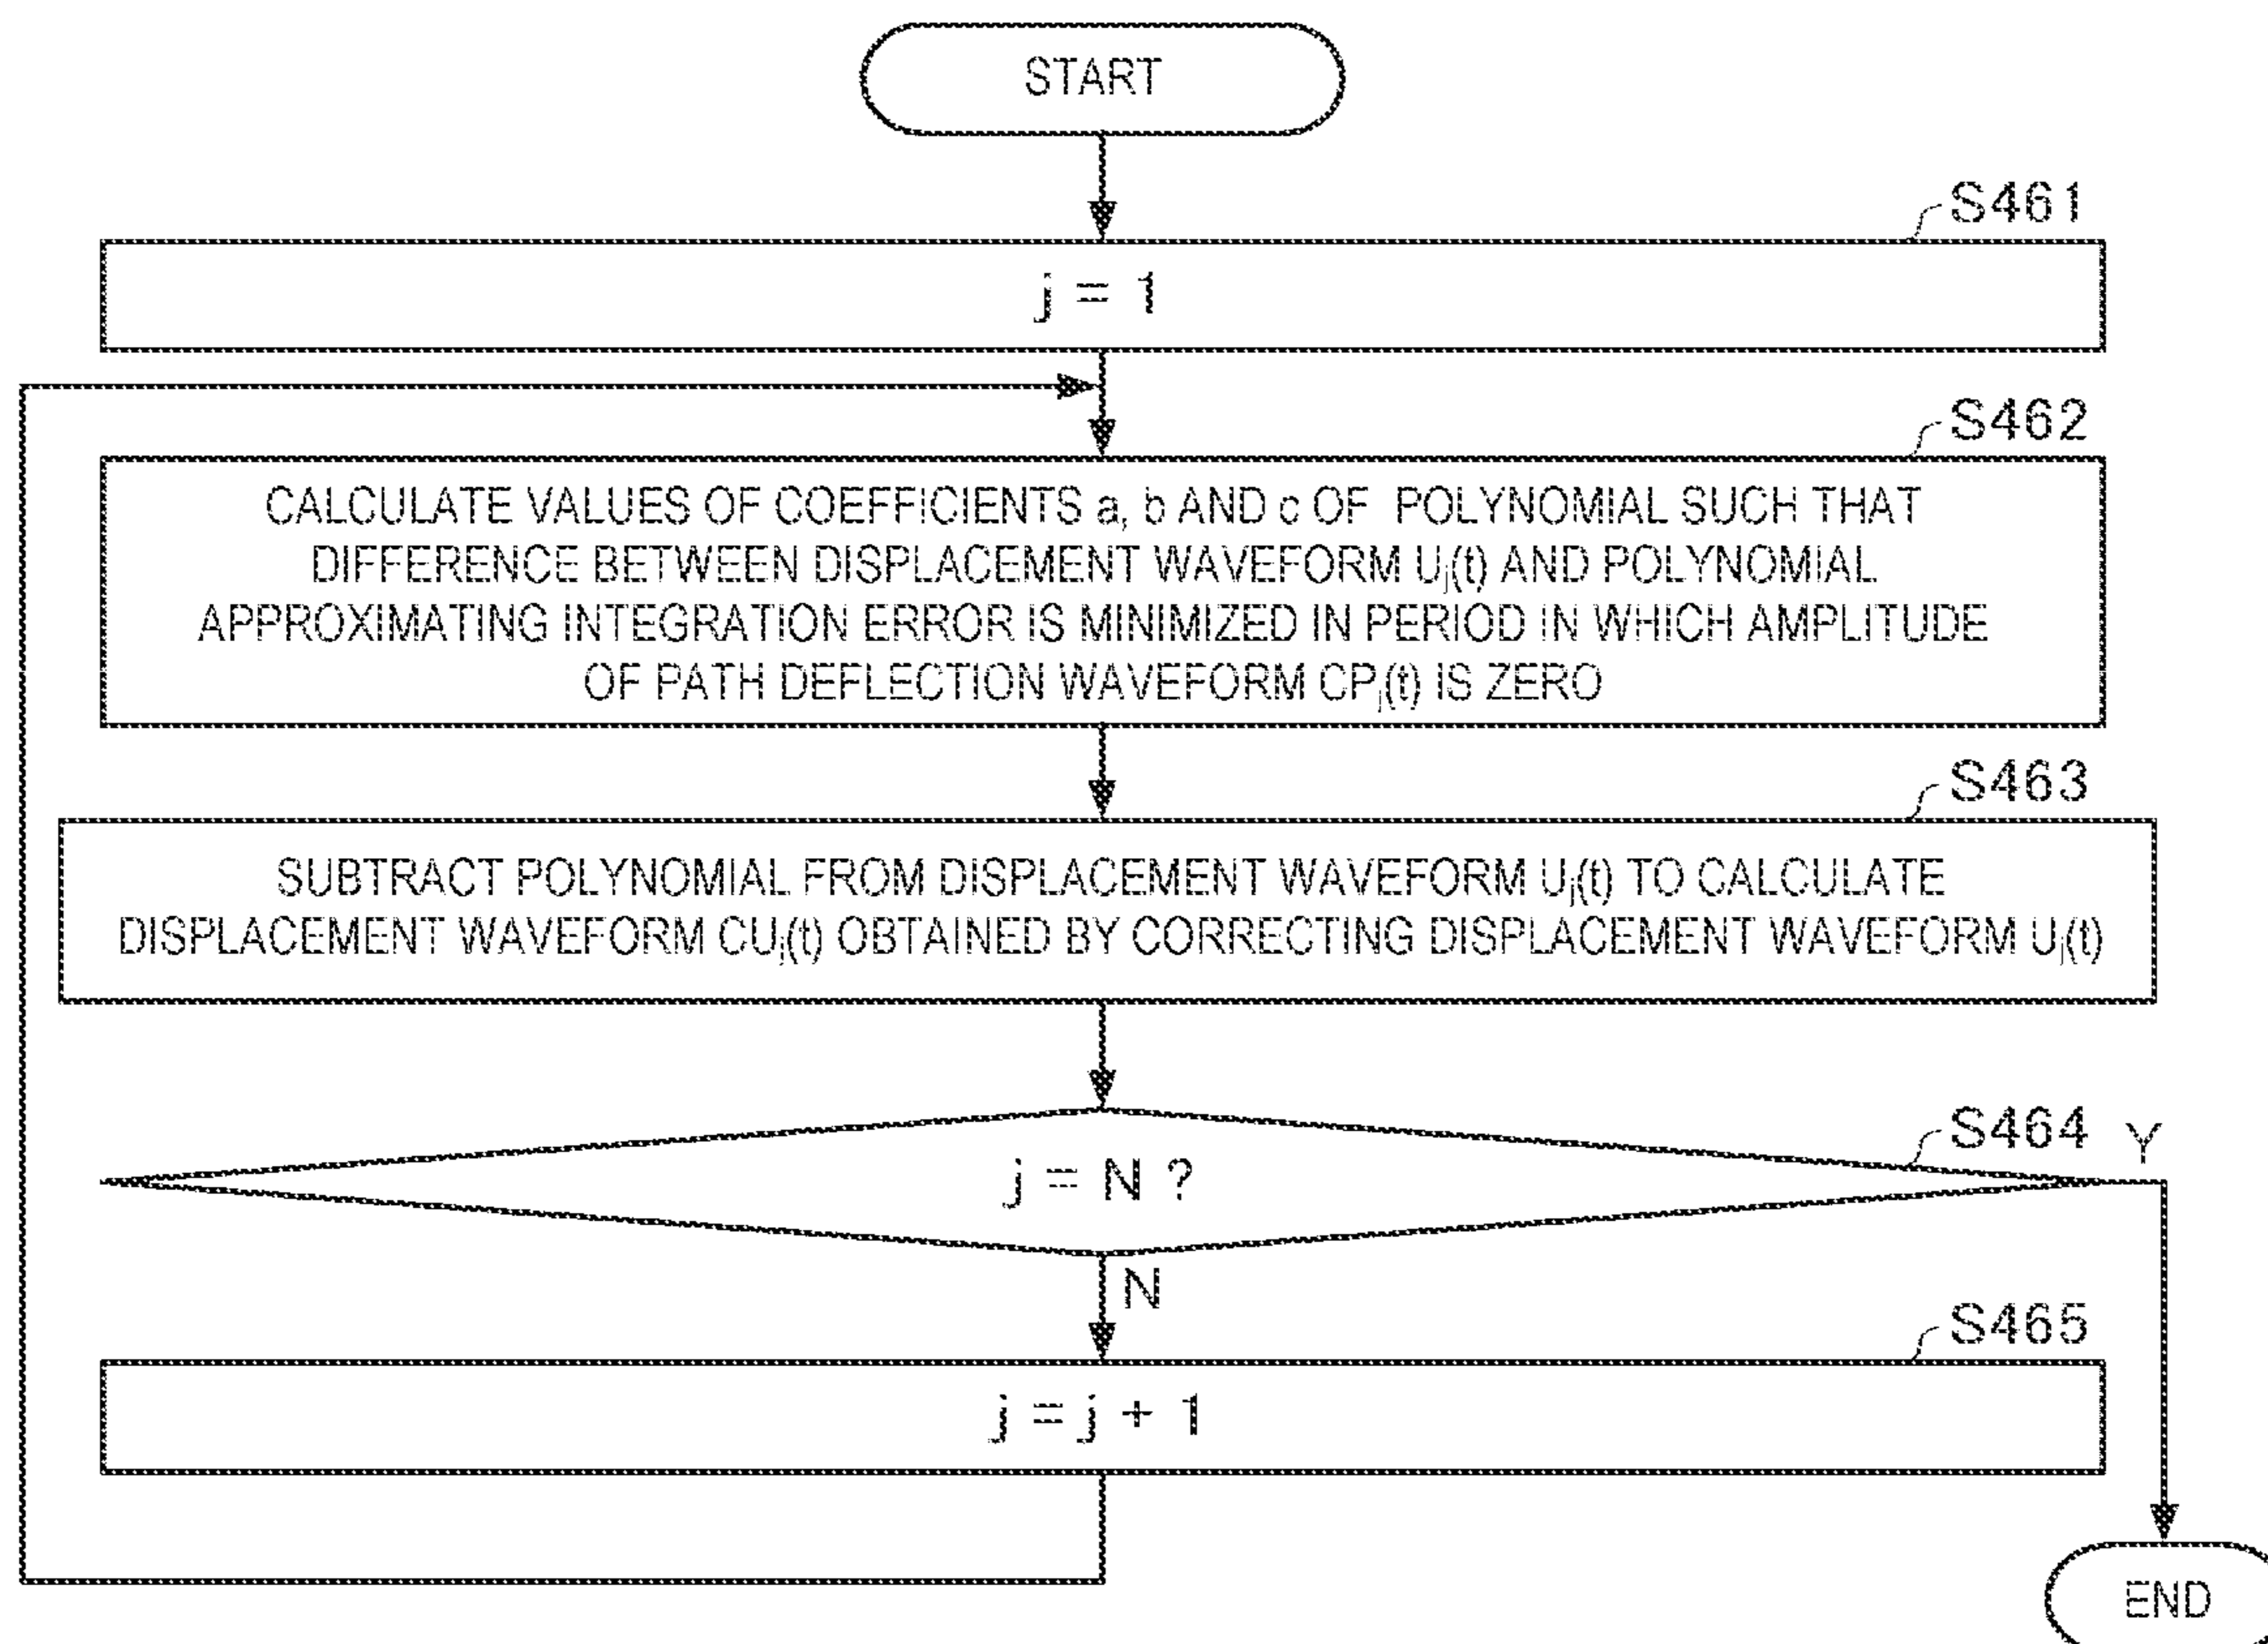 START
S461
j = 1
S462
CALCULATE VALUES OF COEFFICIENTS a, b AND c OF POLYNOMIAL SUCH THAT
DIFFERENCE BETWEEN DISPLACEMENT WAVEFORM Uj(t) AND POLYNOMIAL
APPROXIMATING INTEGRATION ERROR IS MINIMIZED IN PERIOD IN WHICH AMPLITUDE
OF PATH DEFLECTION WAVEFORM CPj(t) IS ZERO
S463
SUBTRACT POLYNOMIAL FROM DISPLACEMENT WAVEFORM Uj(t) TO CALCULATE
DISPLACEMENT WAVEFORM CUj(t) OBTAINED BY CORRECTING DISPLACEMENT WAVEFORM Uj(t)
S464
Y
j = N ?
N
S465
j = j + 1
END